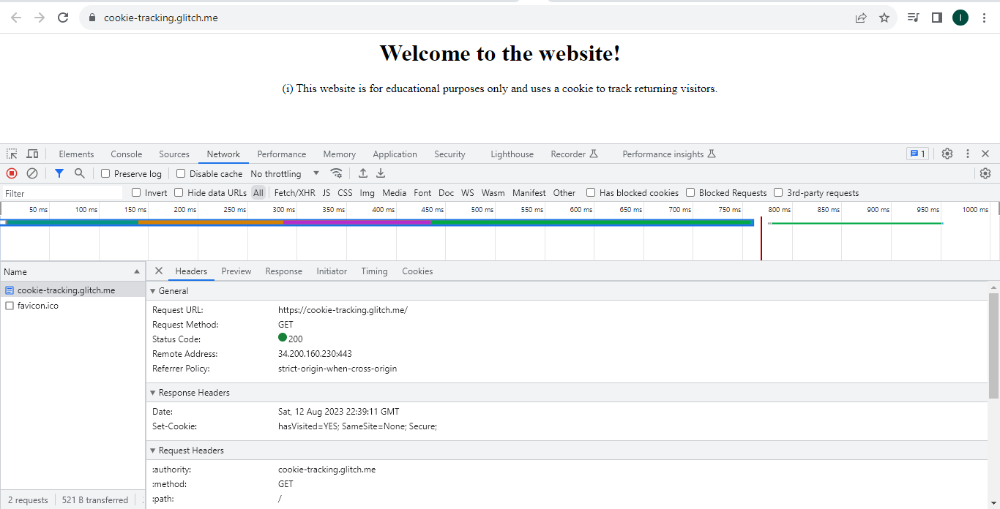 cookie-tracking.glitch.me
I
Welcome to the website!
(i) This website is for educational purposes only and uses a cookie to track returning visitors.
Elements Console Sources Network Performance Memory Application Security Lighthouse Recorder Performance insights 1
Preserve log Disable cache No throttling
Filter Invert Hide data URLs All Fetch/XHR JS CSS Img Media Font Doc WS Wasm Manifest Other Has blocked cookies Blocked Requests 3rd-party requests
50 ms 100 ms 150 ms 200 ms 250 ms 300 ms 350 ms 400 ms 450 ms 500 ms 550 ms 600 ms 650 ms 700 ms 750 ms 800 ms 850 ms 900 ms 950 ms 1000 ms
Name
cookie-tracking.glitch.me
favicon.ico
2 requests 521 B transferred
Headers Preview Response Initiator Timing Cookies
General
Request URL: https://cookie-tracking.glitch.me/
Request Method: GET
Status Code: 200
Remote Address: 34.200.160.230:443
Referrer Policy: strict-origin-when-cross-origin
Response Headers
Date: Sat, 12 Aug 2023 22:39:11 GMT
Set-Cookie: hasVisited=YES; SameSite=None; Secure;
Request Headers
:authority: cookie-tracking.glitch.me
:method: GET
:path: /